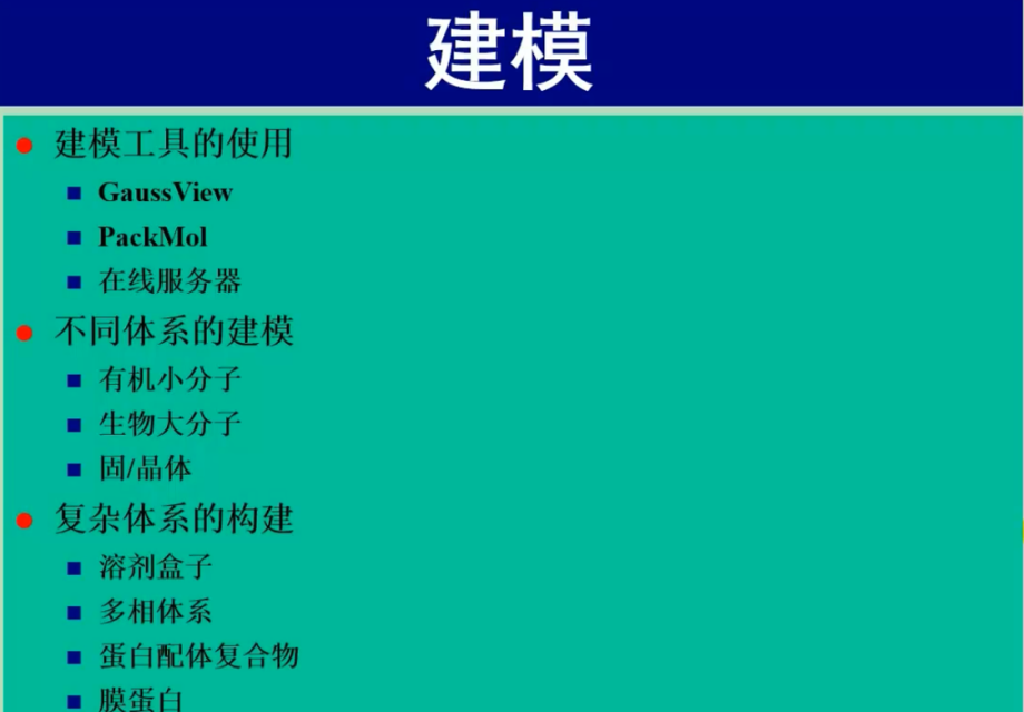 建模
建模工具的使用
GaussView
PackMol
在线服务器
不同体系的建模
有机小分子
生物大分子
固/晶体
复杂体系的构建
溶剂盒子
多相体系
蛋白配体复合物
膜蛋白